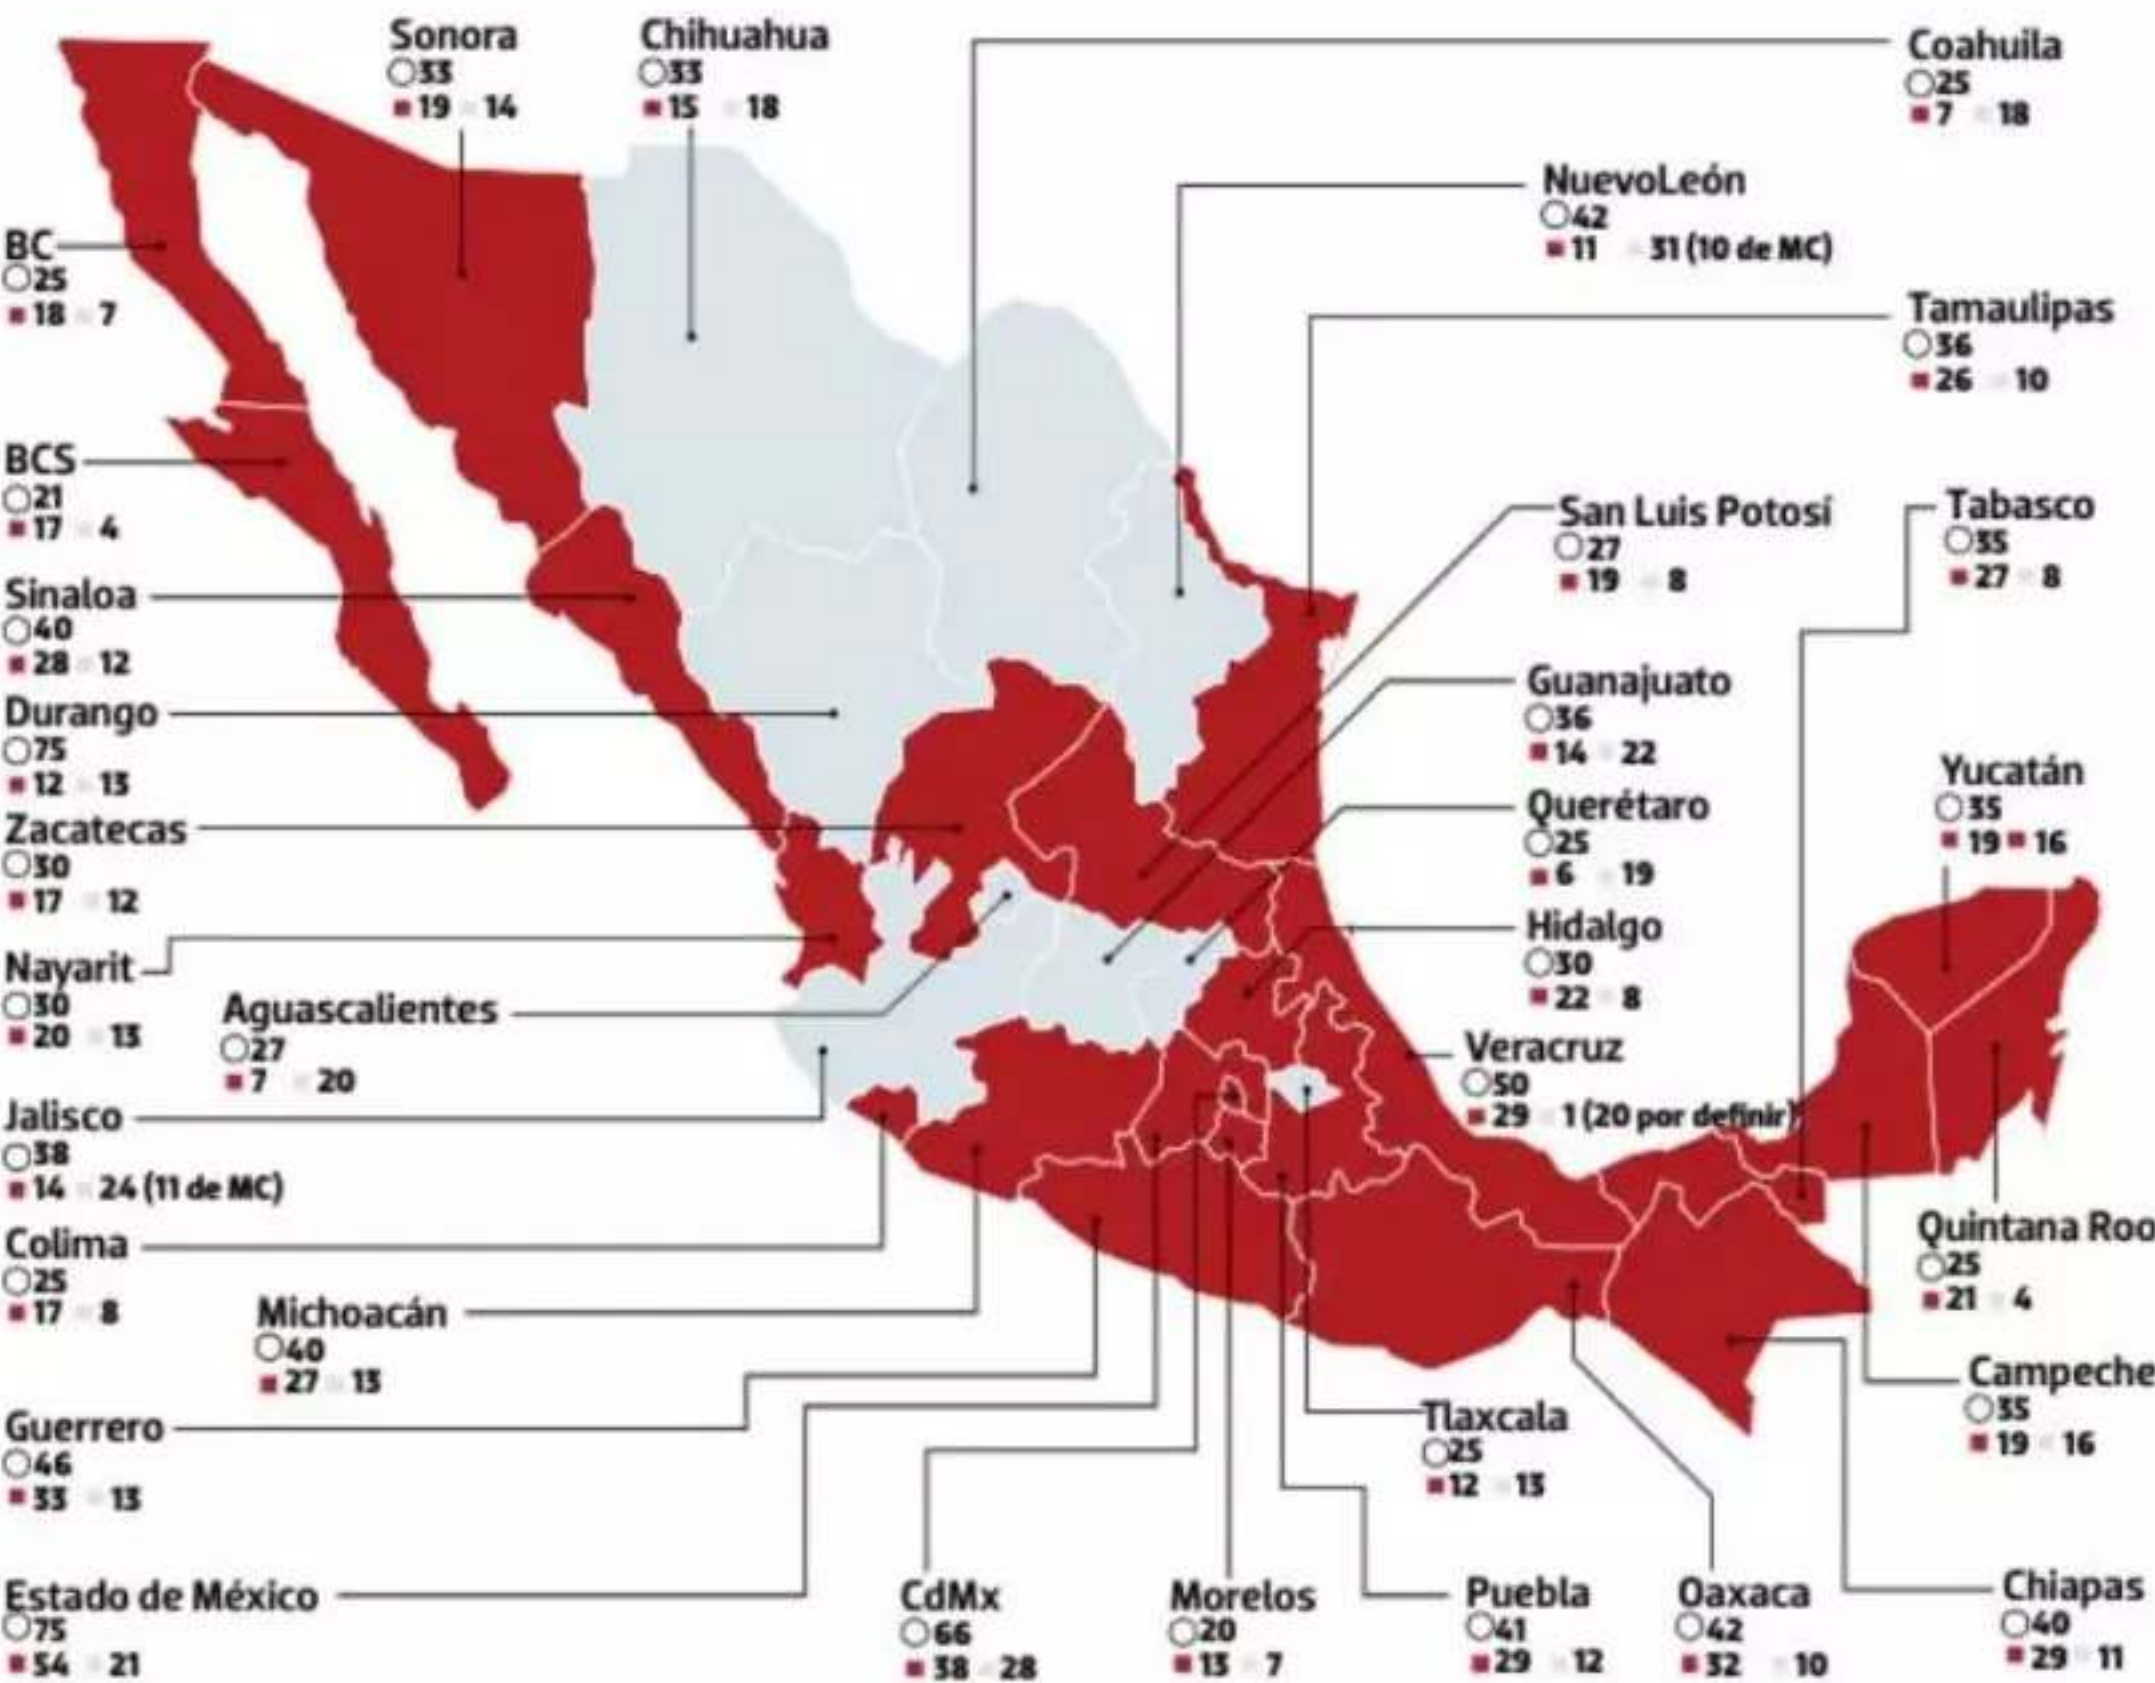 Sonora
33
19 14
Chihuahua
33
15 18
Coahuila
25
7 18
NuevoLeón
42
11 31 (10 de MC)
Tamaulipas
36
26 10
BC
25
18 7
BCS
21
17 4
Sinaloa
40
28 12
Durango
75
12 13
Zacatecas
30
17 12
Nayarit
30
20 13
Aguascalientes
27
7 20
Jalisco
38
14 24 (11 de MC)
Colima
25
17 8
Michoacán
40
27 13
Guerrero
46
33 13
Estado de México
75
54 21
San Luis Potosí
27
19 8
Tabasco
35
27 8
Guanajuato
36
14 22
Querétaro
25
6 19
Hidalgo
30
22 8
Yucatán
35
19 16
Veracruz
50
29 1 (20 por definir)
Quintana Roo
25
21 4
Campeche
35
19 16
Tlaxcala
25
12 13
CdMx
66
38 28
Morelos
20
13 7
Puebla
41
29 12
Oaxaca
42
32 10
Chiapas
40
29 11